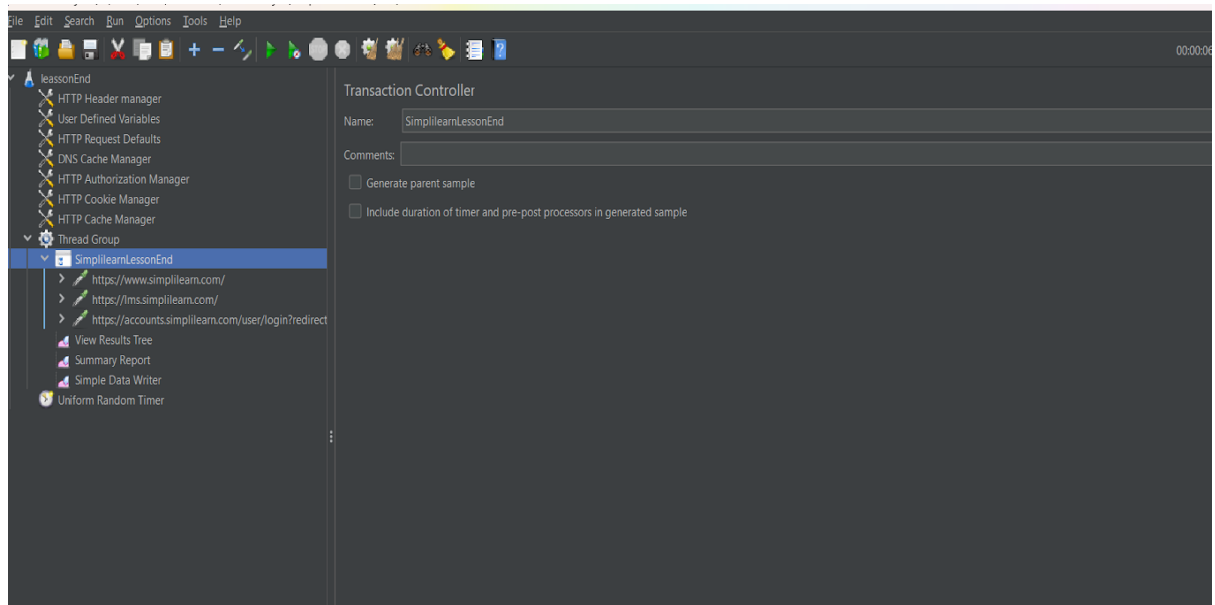 File Edit Search Run Options Tools Help
00:00:06
leassonEnd
HTTP Header manager
User Defined Variables
HTTP Request Defaults
DNS Cache Manager
HTTP Authorization Manager
HTTP Cookie Manager
HTTP Cache Manager
Thread Group
SimplilearnLessonEnd
https://www.simplilearn.com/
https://lms.simplilearn.com/
https://accounts.simplilearn.com/user/login?redirect
View Results Tree
Summary Report
Simple Data Writer
Uniform Random Timer
Transaction Controller
Name: SimplilearnLessonEnd
Comments:
Generate parent sample
Include duration of timer and pre-post processors in generated sample